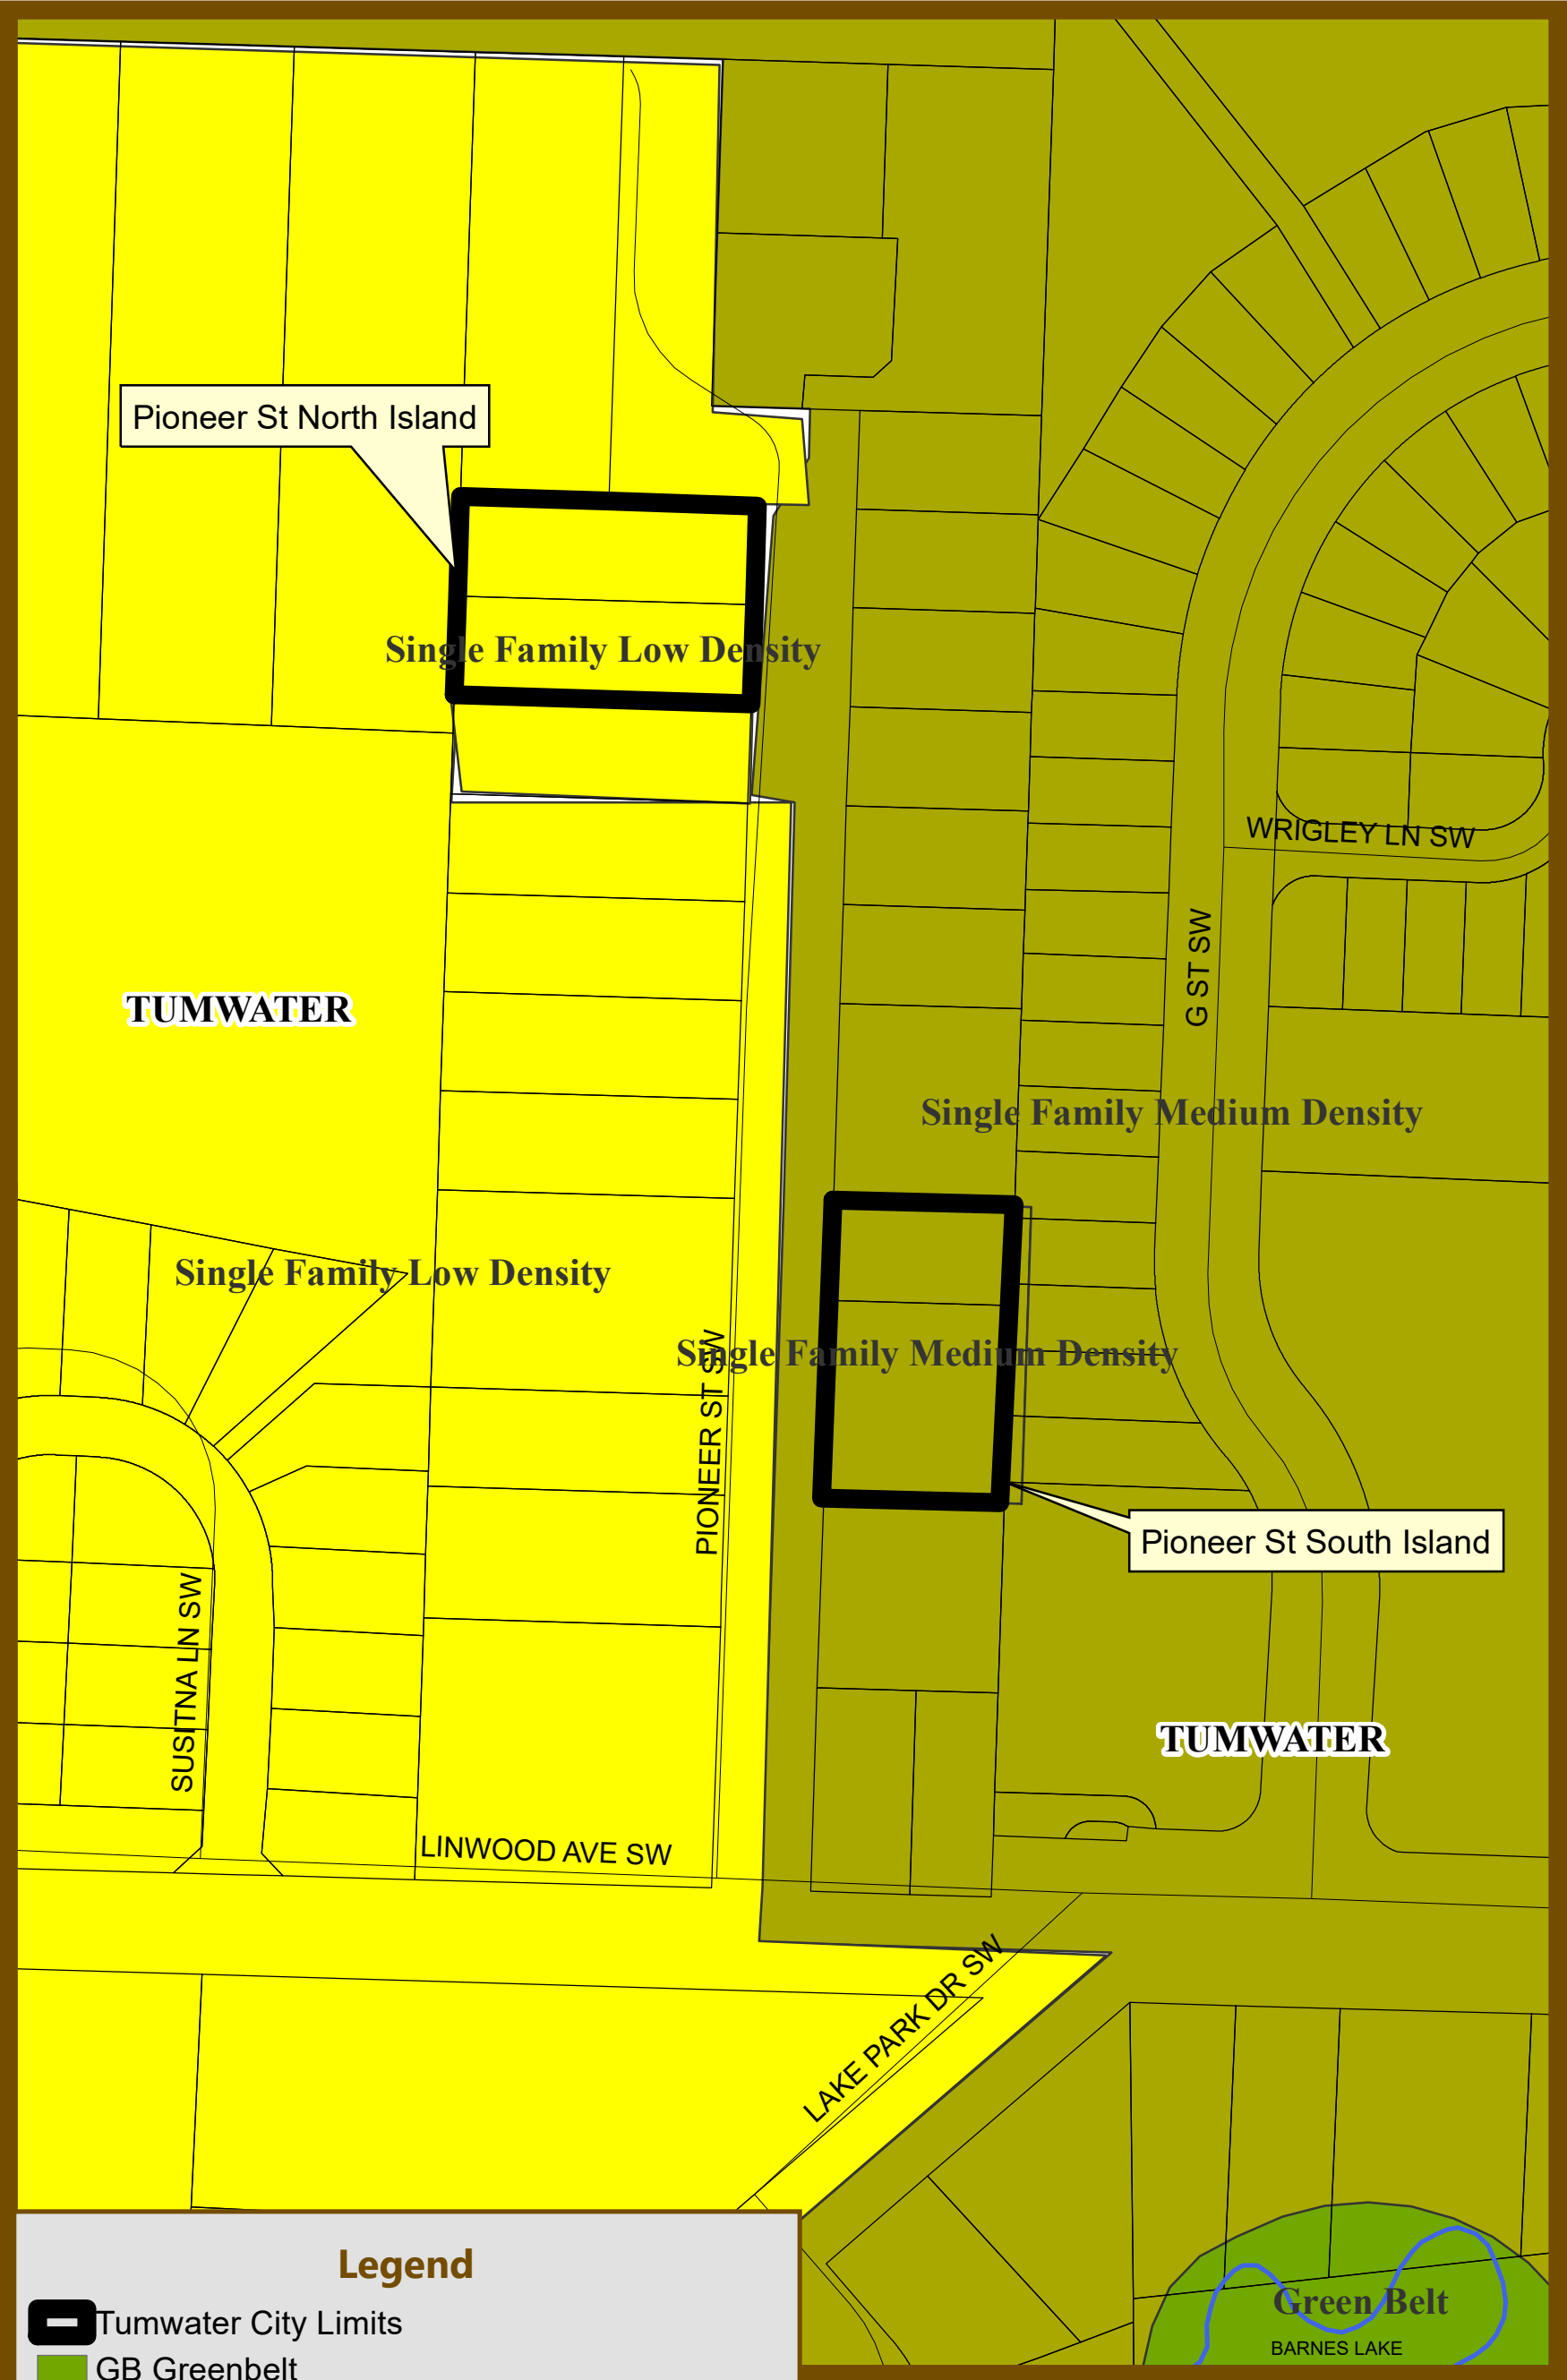 Pioneer St North Island
Single Family Low Density
WRIGLEY LN SW
G ST SW
TUMWATER
Single Family Medium Density
Single Family Low Density
PIONEER ST SW
Single Family Medium Density
Pioneer St South Island
SUSITNA LN SW
TUMWATER
LINWOOD AVE SW
LAKE PARK DR SW
Legend
Tumwater City Limits
GB Greenbelt
Green Belt
BARNES LAKE